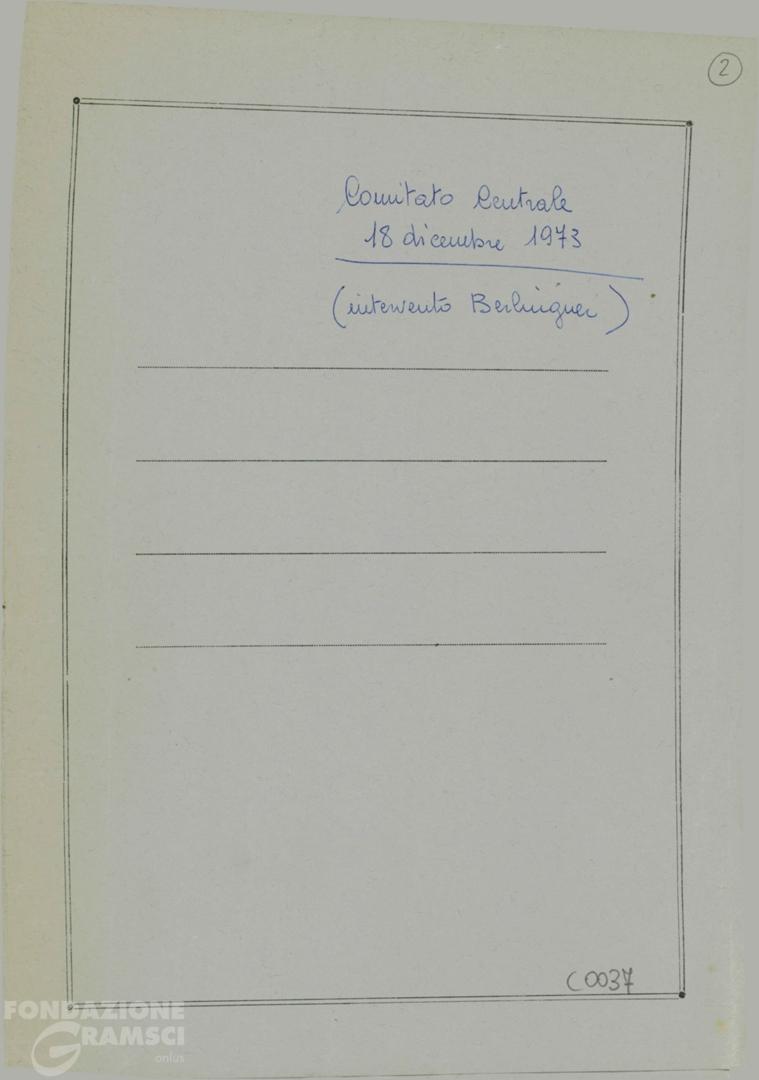 2
Comitato Centrale
18 dicembre 1973
(intervento Berlinguer)
C0037
FONDAZIONE
GRAMSCI
onlus